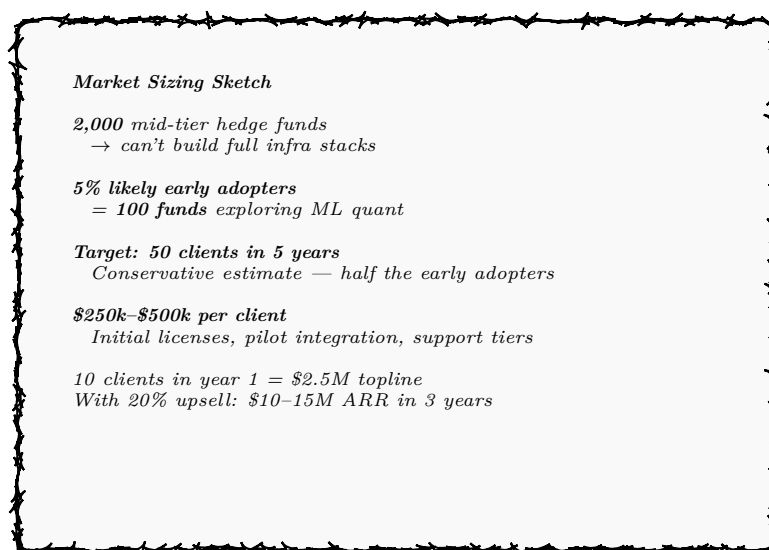 Market Sizing Sketch
2,000 mid-tier hedge funds
→ can't build full infra stacks
5% likely early adopters
= 100 funds exploring ML quant
Target: 50 clients in 5 years
Conservative estimate — half the early adopters
$250k–$500k per client
Initial licenses, pilot integration, support tiers
10 clients in year 1 = $2.5M topline
With 20% upsell: $10–15M ARR in 3 years